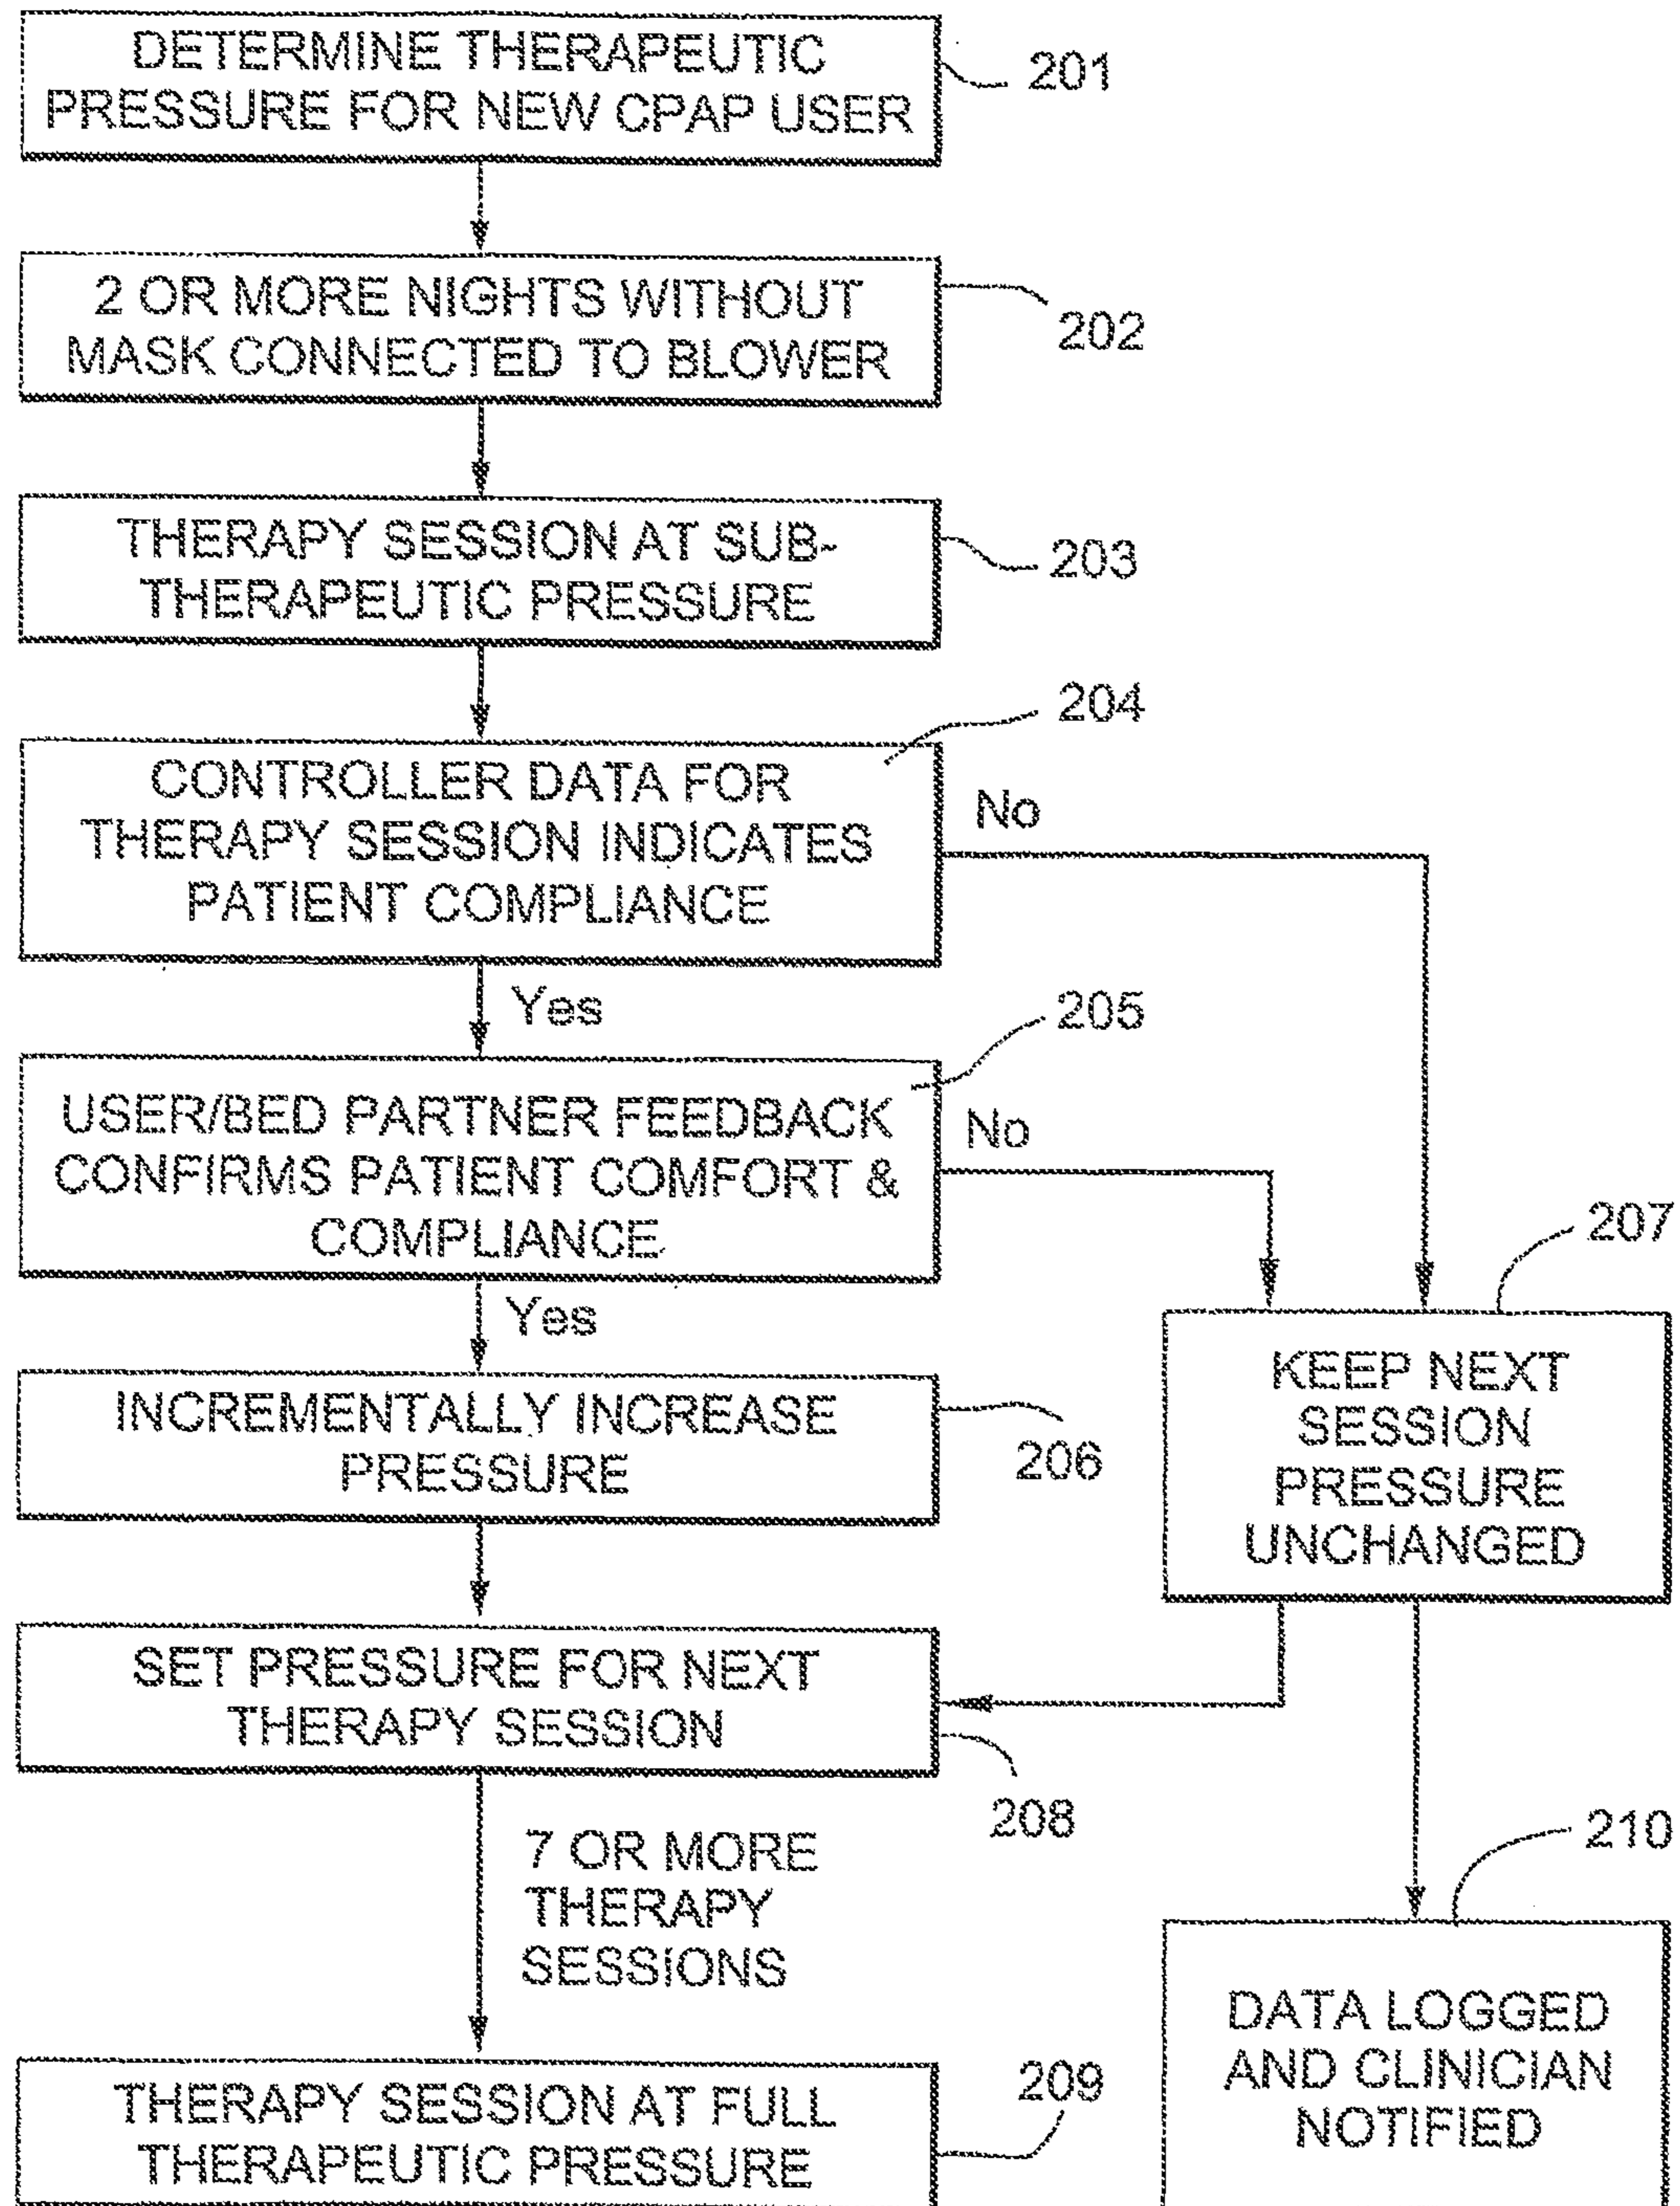 DETERMINE THERAPEUTIC
PRESSURE FOR NEW CPAP USER
201
2 OR MORE NIGHTS WITHOUT
MASK CONNECTED TO BLOWER
202
THERAPY SESSION AT SUB-
THERAPEUTIC PRESSURE
203
204
CONTROLLER DATA FOR
THERAPY SESSION INDICATES
PATIENT COMPLIANCE
No
Yes
205
USER/BED PARTNER FEEDBACK
CONFIRMS PATIENT COMFORT &
COMPLIANCE
No
Yes
207
KEEP NEXT
SESSION
PRESSURE
UNCHANGED
INCREMENTALLY INCREASE
PRESSURE
206
SET PRESSURE FOR NEXT
THERAPY SESSION
208
7 OR MORE
THERAPY
SESSIONS
210
DATA LOGGED
AND CLINICIAN
NOTIFIED
THERAPY SESSION AT FULL
THERAPEUTIC PRESSURE
209